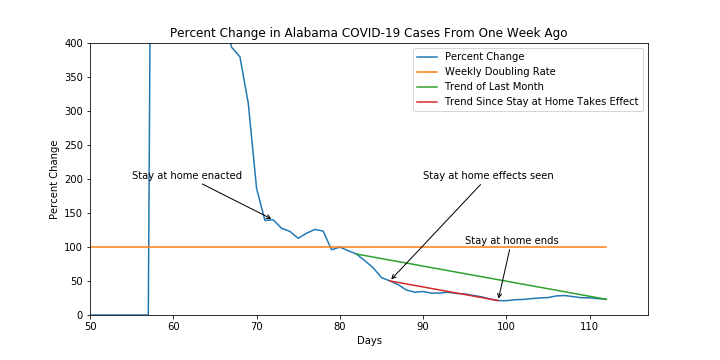 Percent Change in Alabama COVID-19 Cases From One Week Ago
400
350
300
250
200
150
100
50
0
Percent Change
Percent Change
Weekly Doubling Rate
Trend of Last Month
Trend Since Stay at Home Takes Effect
Stay at home enacted
Stay at home effects seen
Stay at home ends
50 60 70 80 90 100 110
Days